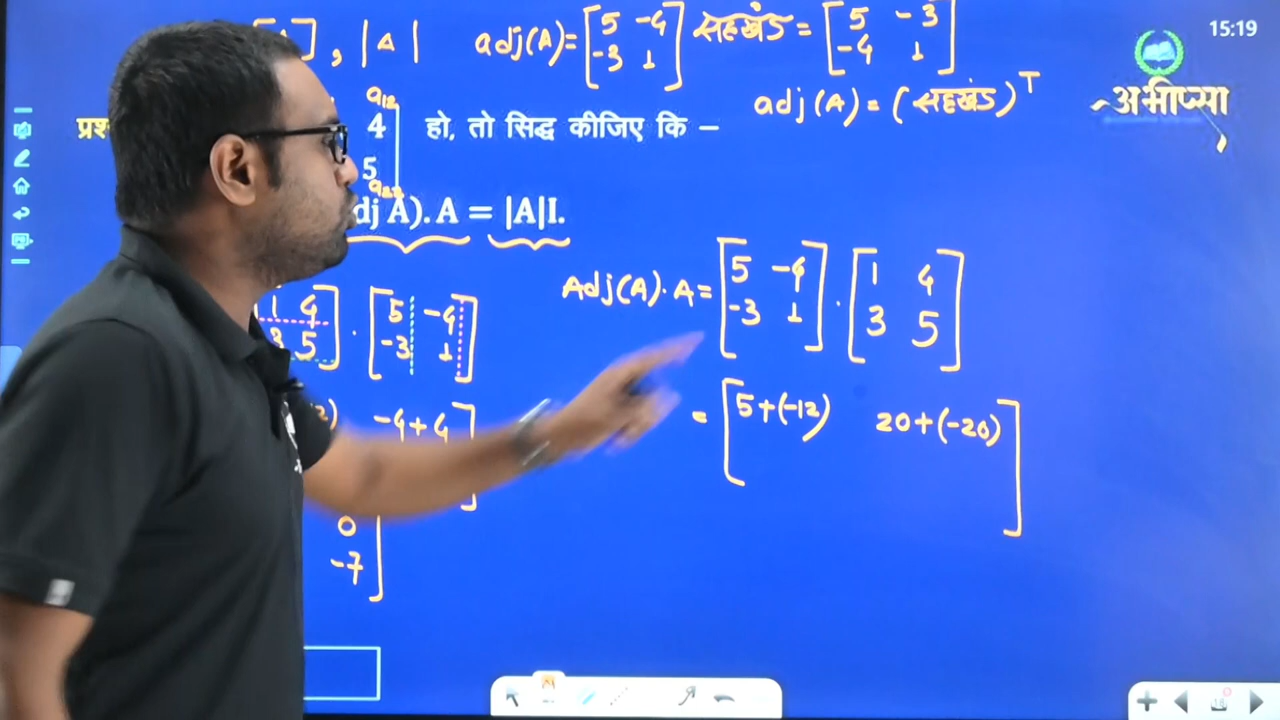 15:19
], |A| adj(A)= [5 -4 -3 1] सहखंड = [5 -3 -4 1]
adj(A) = (सहखंड)ᵀ
अभीप्सा
a₁₂
प्रश्न 4 हो, तो सिद्ध कीजिए कि –
5
a₂₂
dj A). A = |A|I.
[1 4 3 5] · [5 -4 -3 1]
Adj(A)·A= [5 -4 -3 1] · [1 4 3 5]
-4+4
= [5+(-12) 20+(-20)]
0
-7